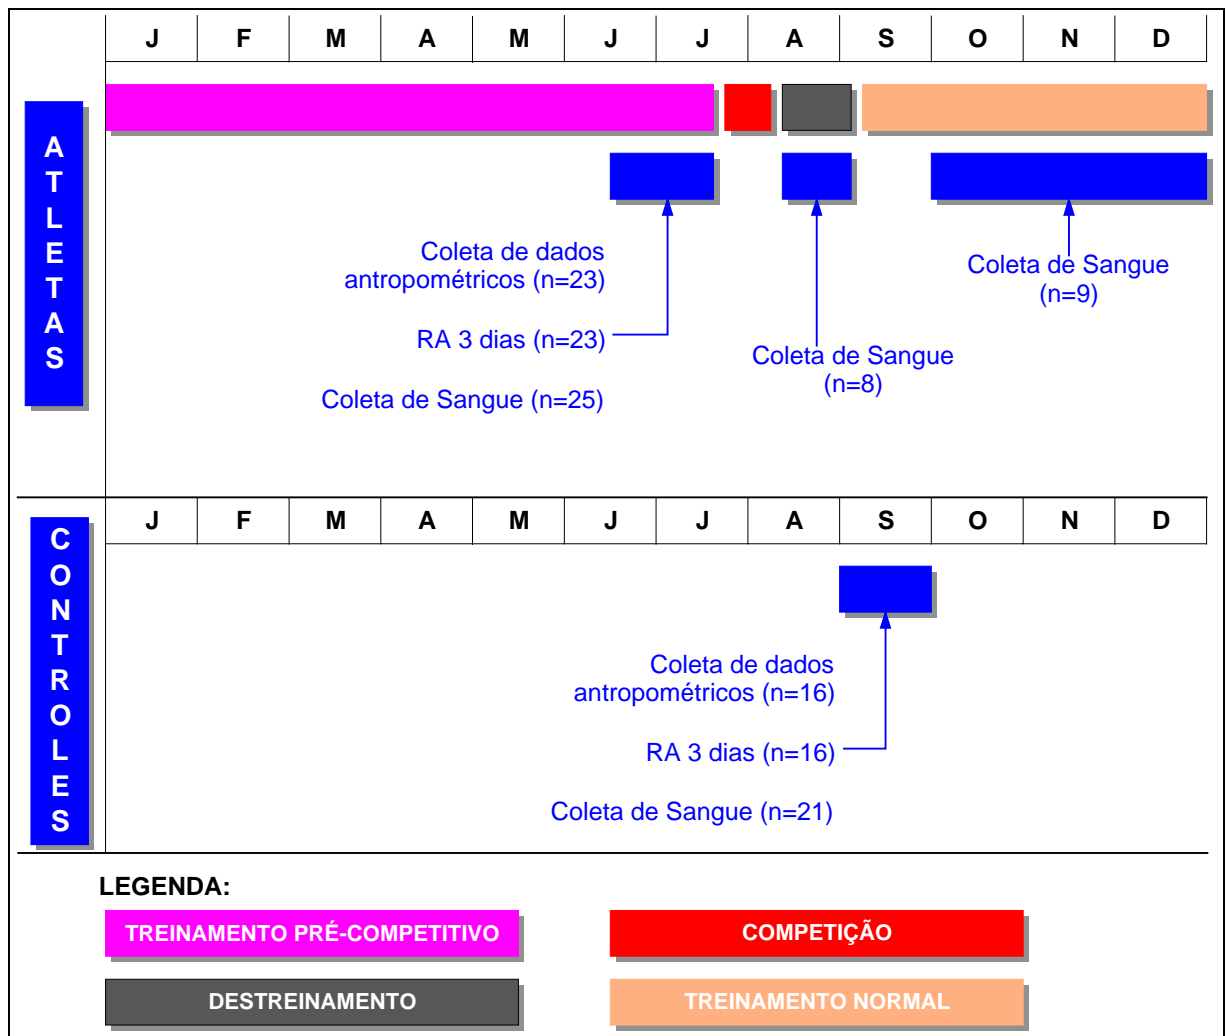 J F M A M J J A S O N D
ATLETAS
Coleta de dados
antropométricos (n=23)
RA 3 dias (n=23)
Coleta de Sangue (n=25)
Coleta de Sangue
(n=8)
Coleta de Sangue
(n=9)
J F M A M J J A S O N D
CONTROLES
Coleta de dados
antropométricos (n=16)
RA 3 dias (n=16)
Coleta de Sangue (n=21)
LEGENDA:
TREINAMENTO PRÉ-COMPETITIVO
COMPETIÇÃO
DESTREINAMENTO
TREINAMENTO NORMAL